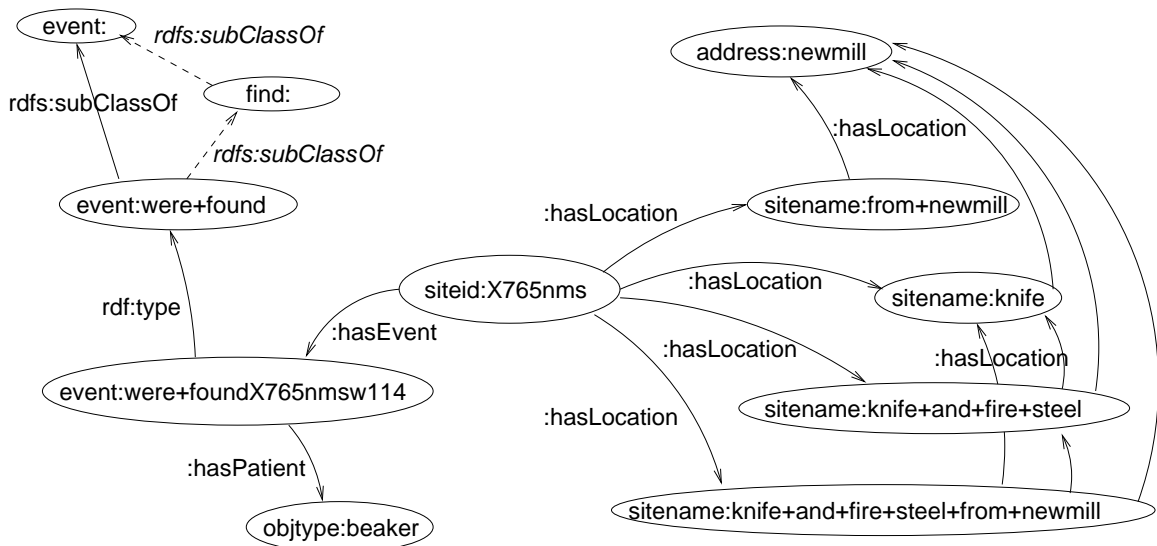 event:
rdfs:subClassOf
address:newmill
rdfs:subClassOf
find:
:hasLocation
rdfs:subClassOf
event:were+found
sitename:from+newmill
:hasLocation
siteid:X765nms
:hasLocation
sitename:knife
rdf:type
:hasEvent
:hasLocation
:hasLocation
event:were+foundX765nmsw114
sitename:knife+and+fire+steel
:hasLocation
:hasPatient
sitename:knife+and+fire+steel+from+newmill
objtype:beaker